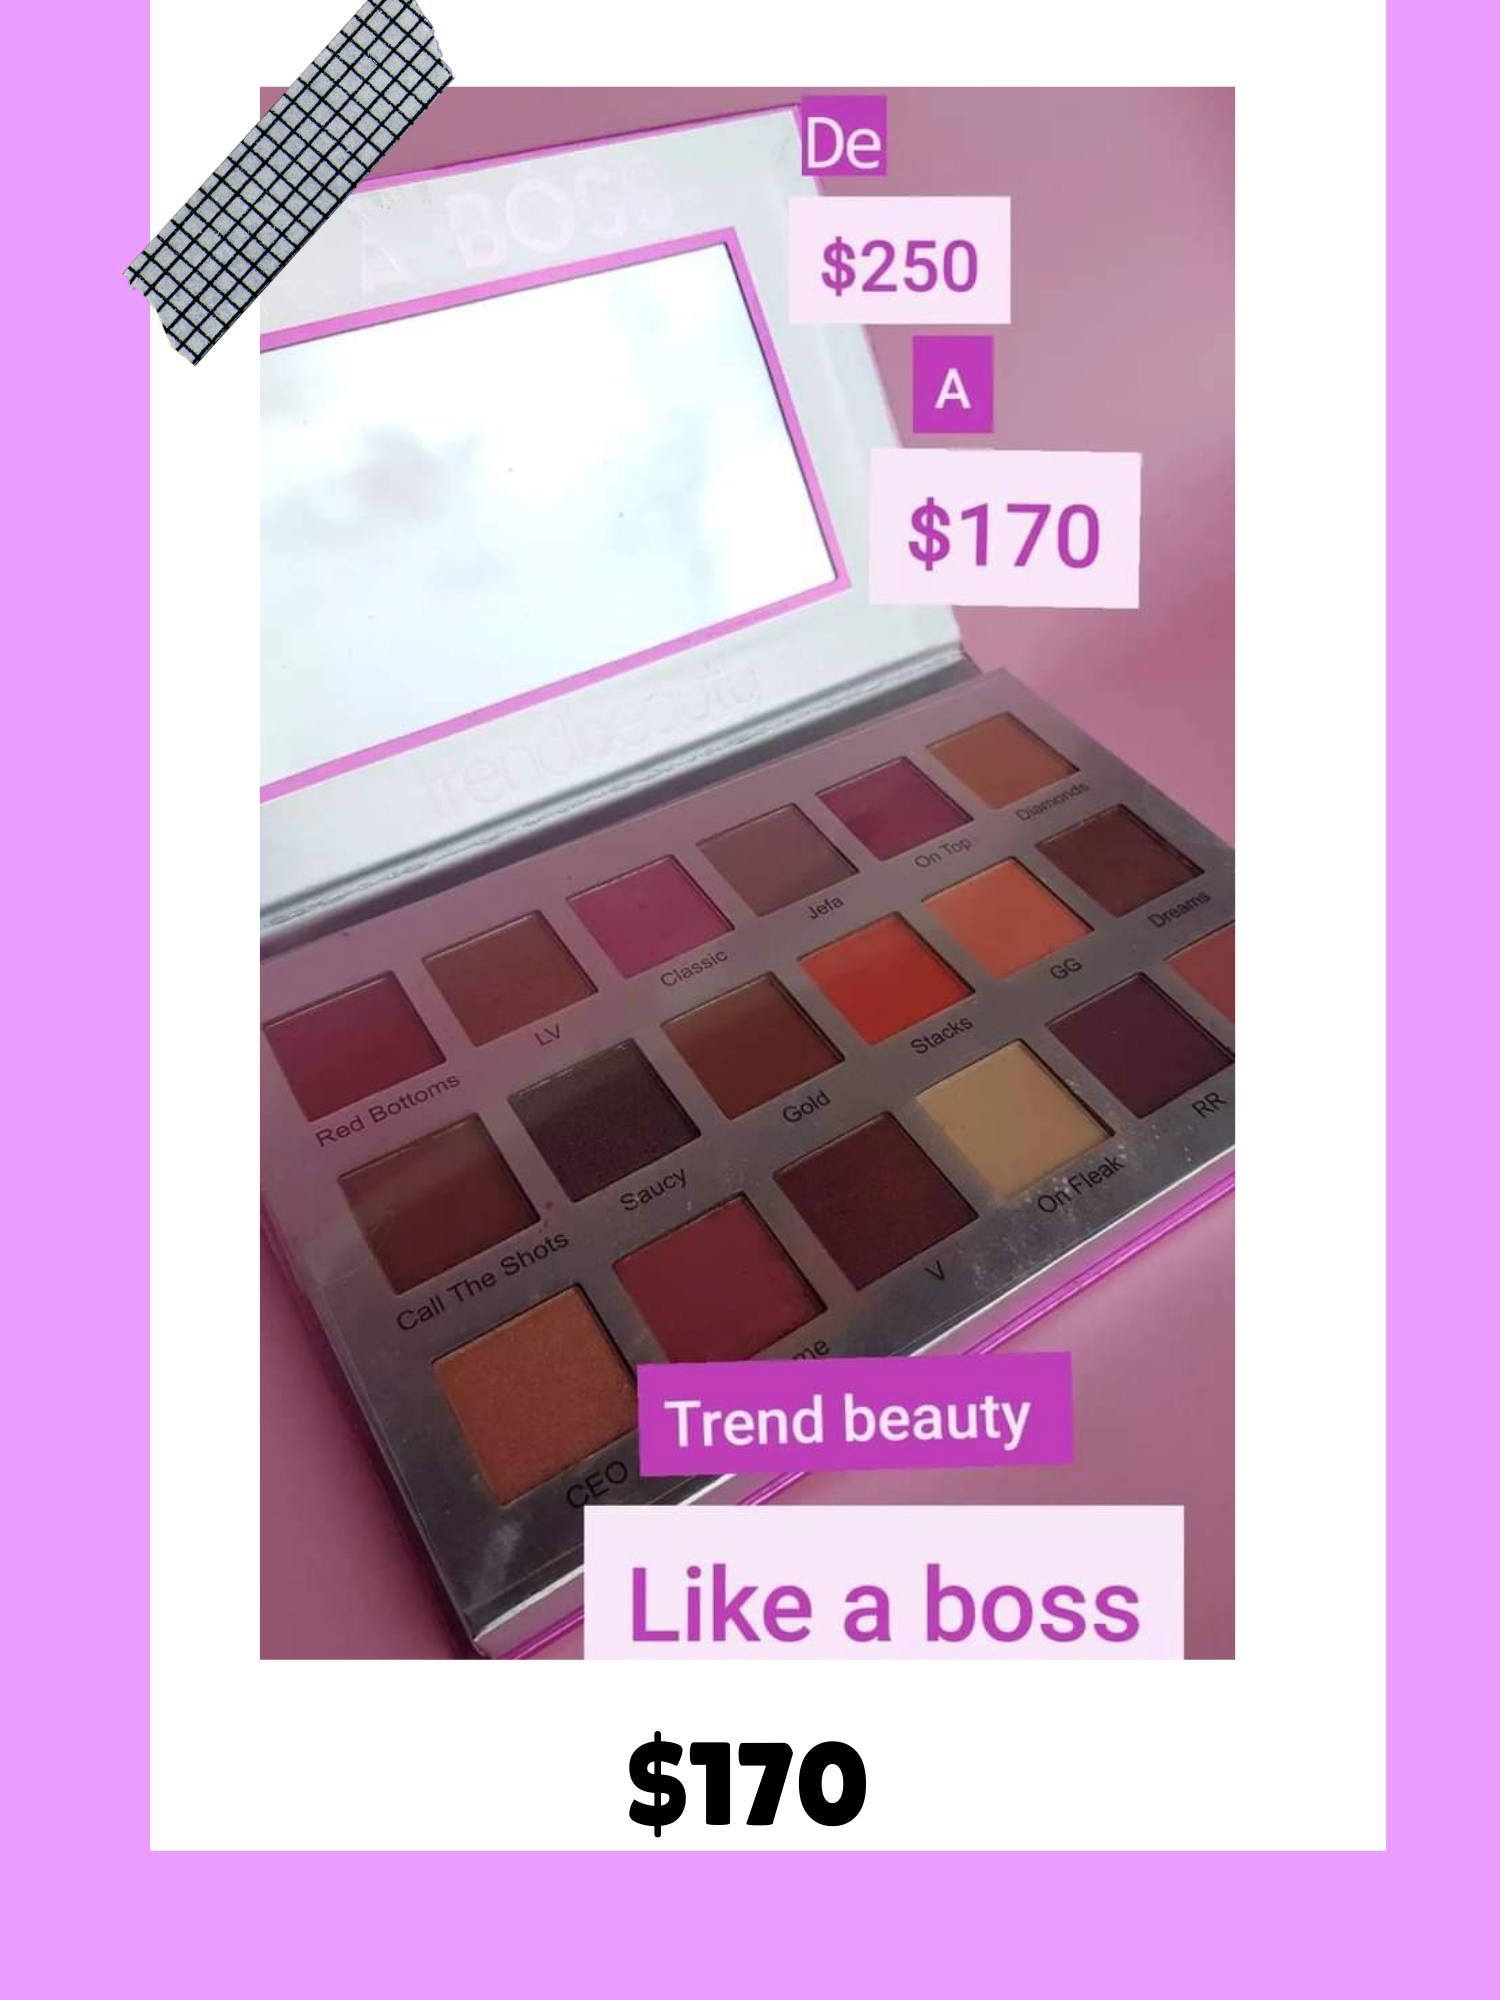 De
$250
A
$170
A BOSS
trendbeauty
Diamonds
On Top
Jefa
Classic
LV
Red Bottoms
Dreams
GG
Stacks
Gold
Saucy
Call The Shots
RR
On Fleak
V
me
CEO
Trend beauty
Like a boss
$170